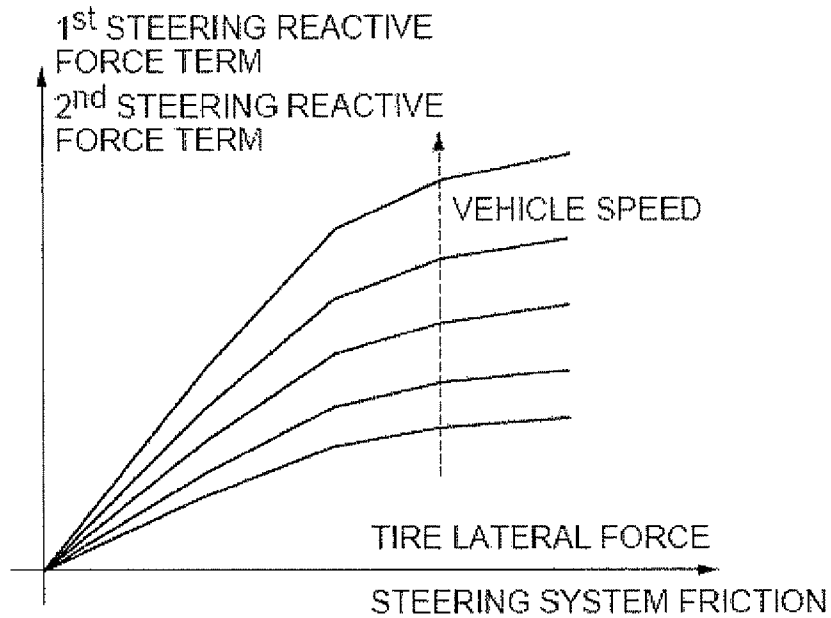 1st STEERING REACTIVE
FORCE TERM
2nd STEERING REACTIVE
FORCE TERM
VEHICLE SPEED
TIRE LATERAL FORCE
STEERING SYSTEM FRICTION